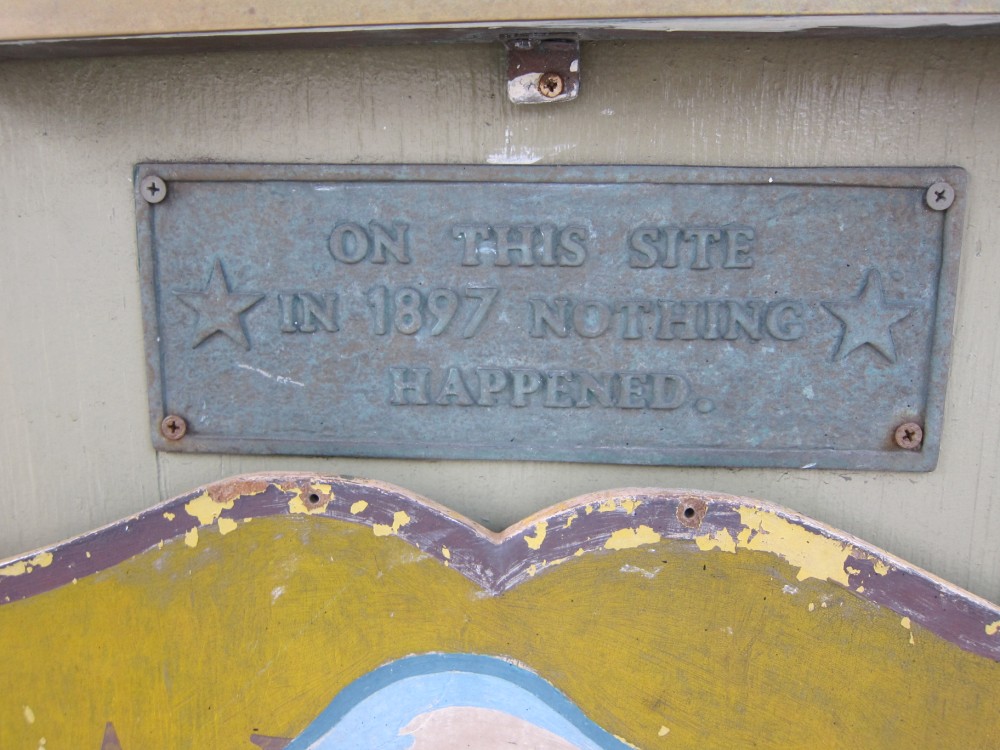 ON THIS SITE
IN 1897 NOTHING
HAPPENED.